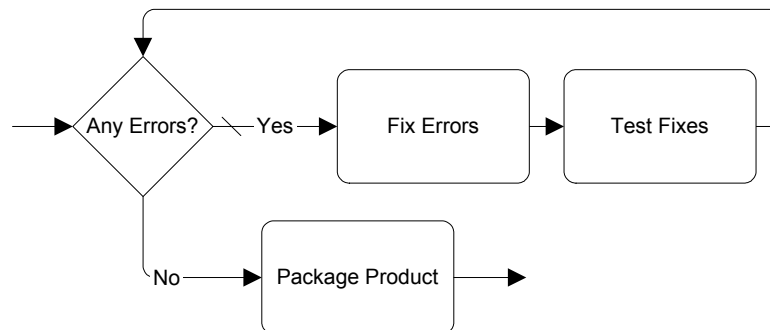 Any Errors?
Yes
Fix Errors
Test Fixes
No
Package Product